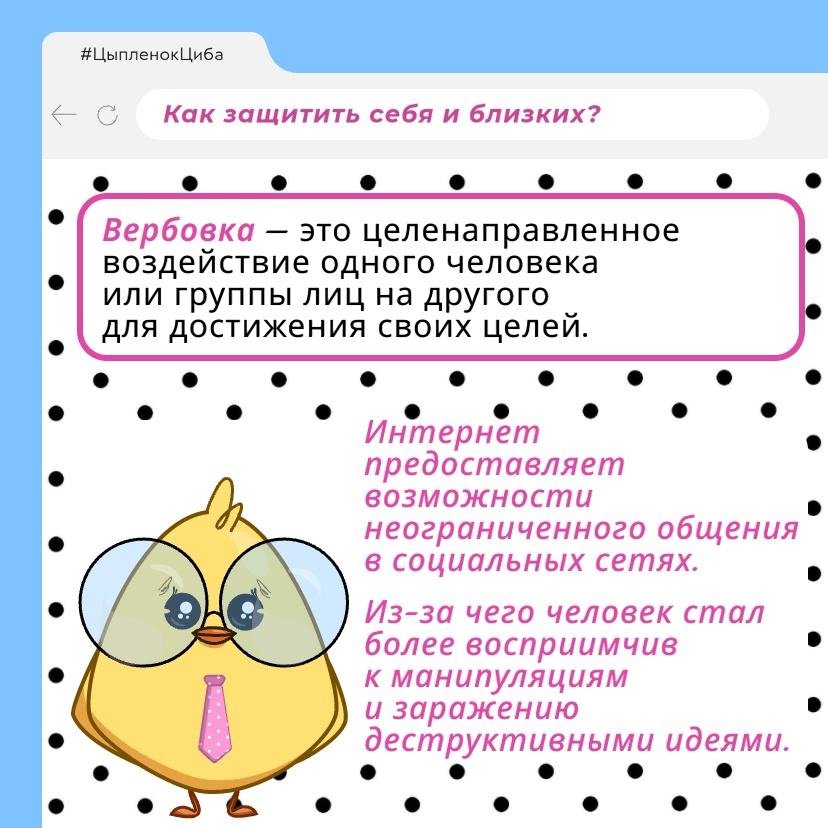 #ЦыпленокЦиба
Как защитить себя и близких?
Вербовка — это целенаправленное
воздействие одного человека
или группы лиц на другого
для достижения своих целей.
Интернет
предоставляет
возможности
неограниченного общения
в социальных сетях.
Из-за чего человек стал
более восприимчив
к манипуляциям
и заражению
деструктивными идеями.